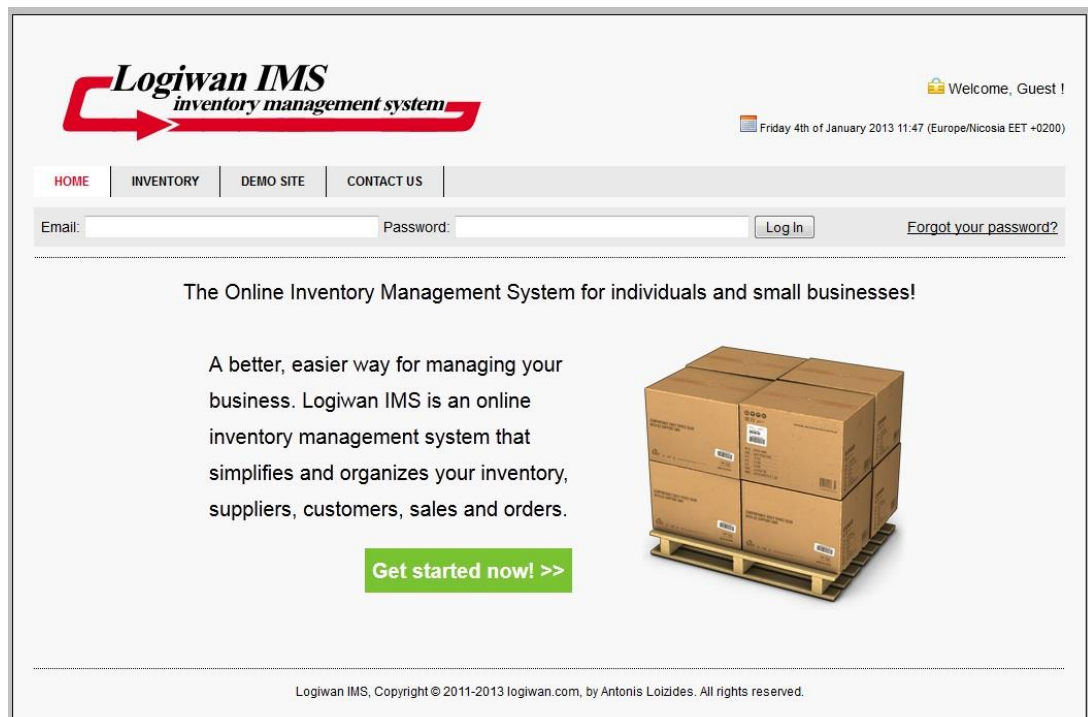 Logiwan IMS
inventory management system
Welcome, Guest !
Friday 4th of January 2013 11:47 (Europe/Nicosia EET +0200)
HOME INVENTORY DEMO SITE CONTACT US
Email: Password: Log In Forgot your password?
The Online Inventory Management System for individuals and small businesses!
A better, easier way for managing your
business. Logiwan IMS is an online
inventory management system that
simplifies and organizes your inventory,
suppliers, customers, sales and orders.
Get started now! >>
Logiwan IMS, Copyright © 2011-2013 logiwan.com, by Antonis Loizides. All rights reserved.